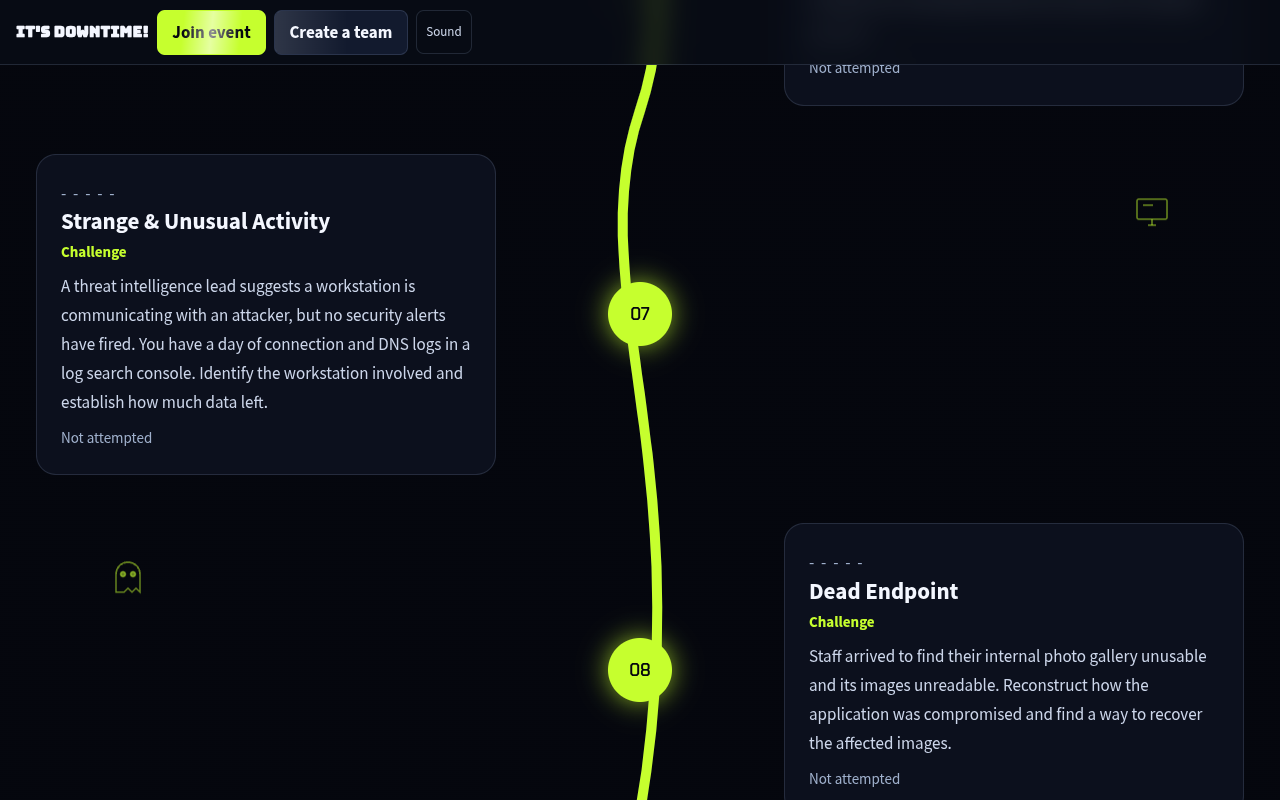 IT'S DOWNTIME!
Join event
Create a team
Sound
Not attempted
- - - - -
Strange & Unusual Activity
Challenge
A threat intelligence lead suggests a workstation is
communicating with an attacker, but no security alerts
have fired. You have a day of connection and DNS logs in a
log search console. Identify the workstation involved and
establish how much data left.
Not attempted
07
- - - - -
Dead Endpoint
Challenge
Staff arrived to find their internal photo gallery unusable
and its images unreadable. Reconstruct how the
application was compromised and find a way to recover
the affected images.
Not attempted
08